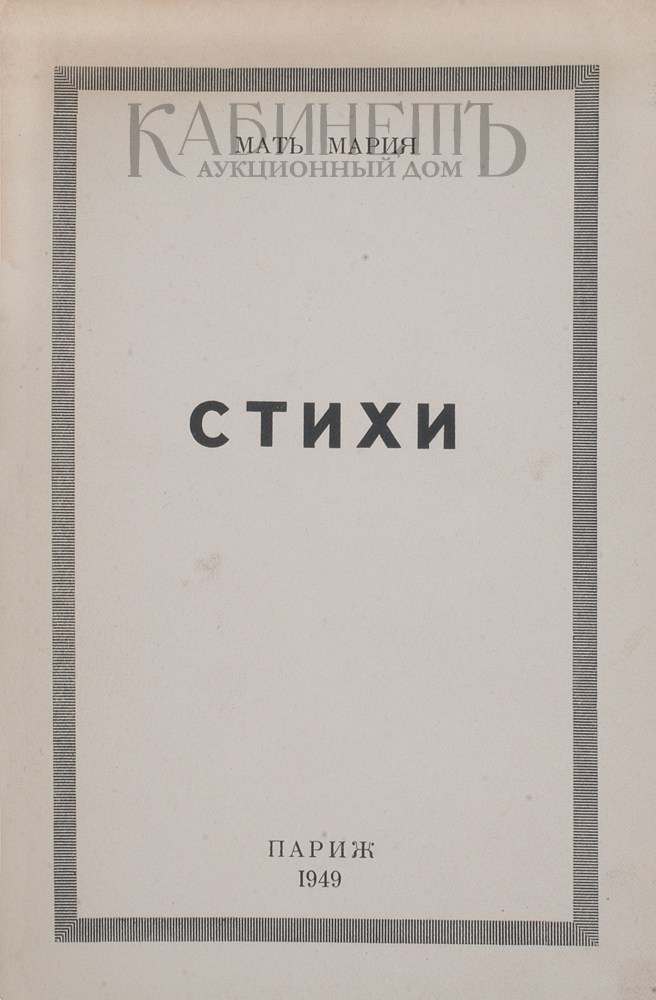 КАБИНЕТЪ
МАТЬ МАРИЯ
АУКЦИОННЫЙ ДОМ
СТИХИ
ПАРИЖ
1949